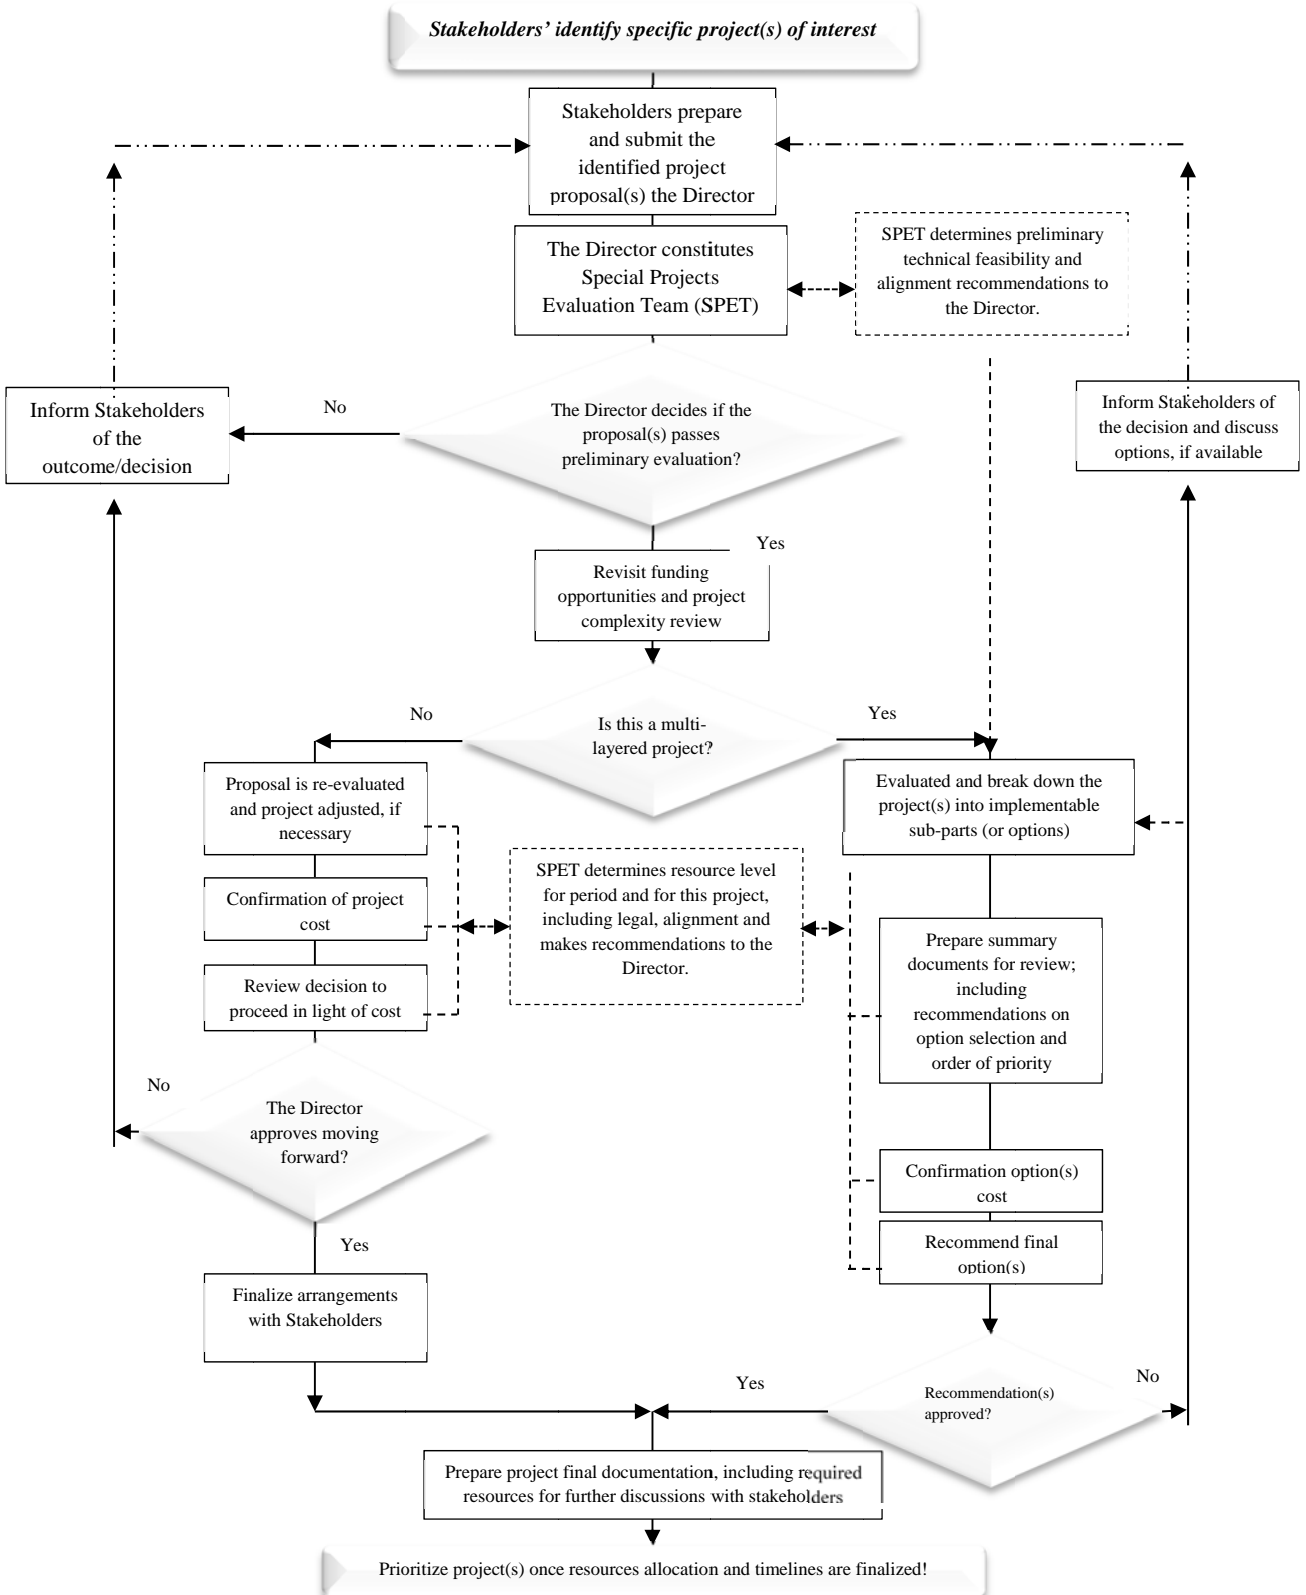 Stakeholders’ identify specific project(s) of interest
Stakeholders prepare
and submit the
identified project
proposal(s) the Director
The Director constitutes
Special Projects
Evaluation Team (SPET)
SPET determines preliminary
technical feasibility and
alignment recommendations to
the Director.
Inform Stakeholders
of the
outcome/decision
No
The Director decides if the
proposal(s) passes
preliminary evaluation?
Inform Stakeholders of
the decision and discuss
options, if available
Yes
Revisit funding
opportunities and project
complexity review
No
Is this a multi-
layered project?
Yes
Proposal is re-evaluated
and project adjusted, if
necessary
Evaluated and break down the
project(s) into implementable
sub-parts (or options)
Confirmation of project
cost
SPET determines resource level
for period and for this project,
including legal, alignment and
makes recommendations to the
Director.
Review decision to
proceed in light of cost
Prepare summary
documents for review;
including
recommendations on
option selection and
order of priority
No
The Director
approves moving
forward?
Confirmation option(s)
cost
Yes
Recommend final
option(s)
Finalize arrangements
with Stakeholders
Yes
Recommendation(s)
approved?
No
Prepare project final documentation, including required
resources for further discussions with stakeholders
Prioritize project(s) once resources allocation and timelines are finalized!